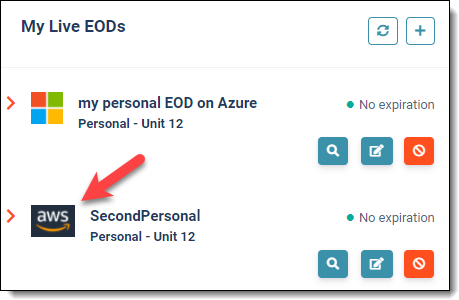 My Live EODs
my personal EOD on Azure
No expiration
Personal - Unit 12
aws
SecondPersonal
No expiration
Personal - Unit 12